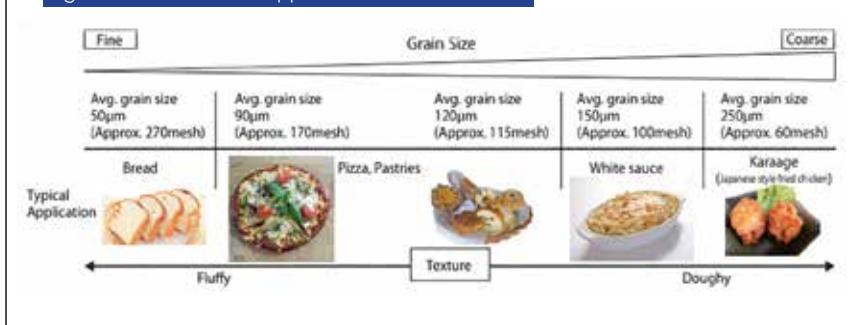 Fine
Grain Size
Coarse
Avg. grain size
50μm
(Approx. 270mesh)
Avg. grain size
90μm
(Approx. 170mesh)
Avg. grain size
120μm
(Approx. 115mesh)
Avg. grain size
150μm
(Approx. 100mesh)
Avg. grain size
250μm
(Approx. 60mesh)
Typical
Application
Bread
Pizza, Pastries
White sauce
Karaage
(Japanese style fried chicken)
Texture
Fluffy
Doughy